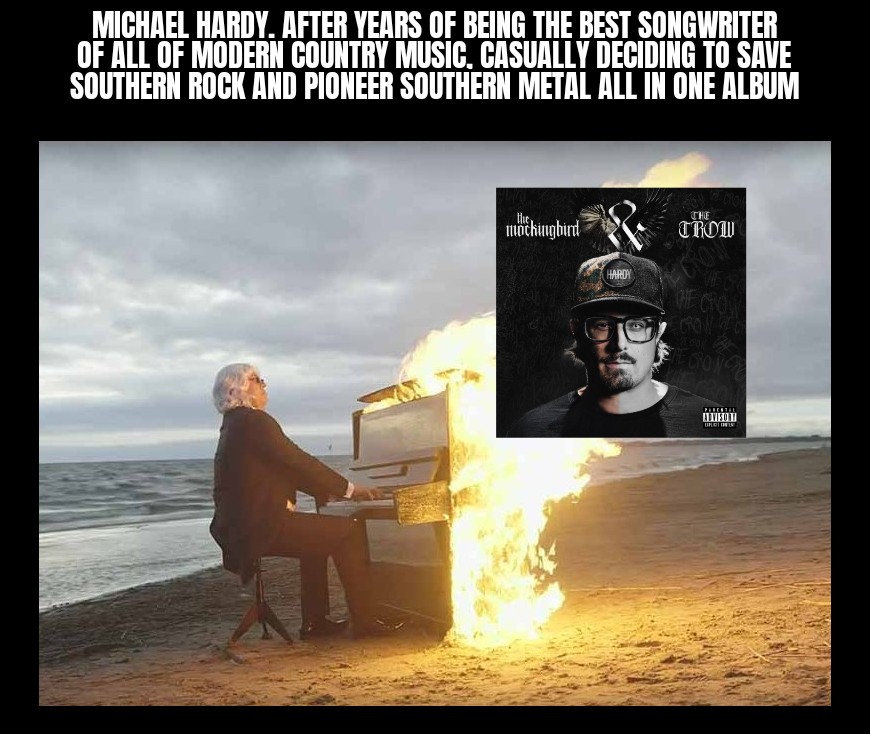 MICHAEL HARDY. AFTER YEARS OF BEING THE BEST SONGWRITER
OF ALL OF MODERN COUNTRY MUSIC, CASUALLY DECIDING TO SAVE
SOUTHERN ROCK AND PIONEER SOUTHERN METAL ALL IN ONE ALBUM
the
mockingbird
&
THE
CROW
HARDY
THE CROW
PARENTAL
ADVISORY
EXPLICIT CONTENT